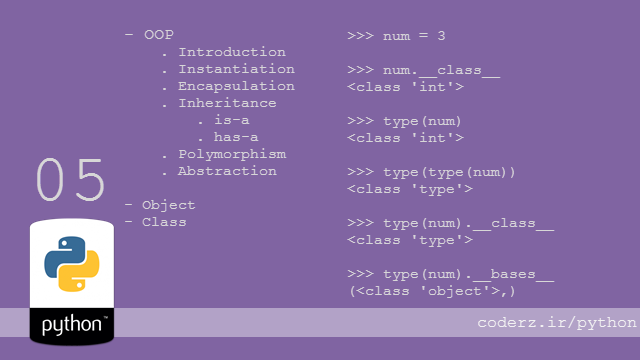 - OOP
. Introduction
. Instantiation
. Encapsulation
. Inheritance
. is-a
. has-a
. Polymorphism
. Abstraction
- Object
- Class
>>> num = 3
>>> num.__class__
<class 'int'>
>>> type(num)
<class 'int'>
>>> type(type(num))
<class 'type'>
>>> type(num).__class__
<class 'type'>
>>> type(num).__bases__
(<class 'object'>,)
05
python™
coderz.ir/python